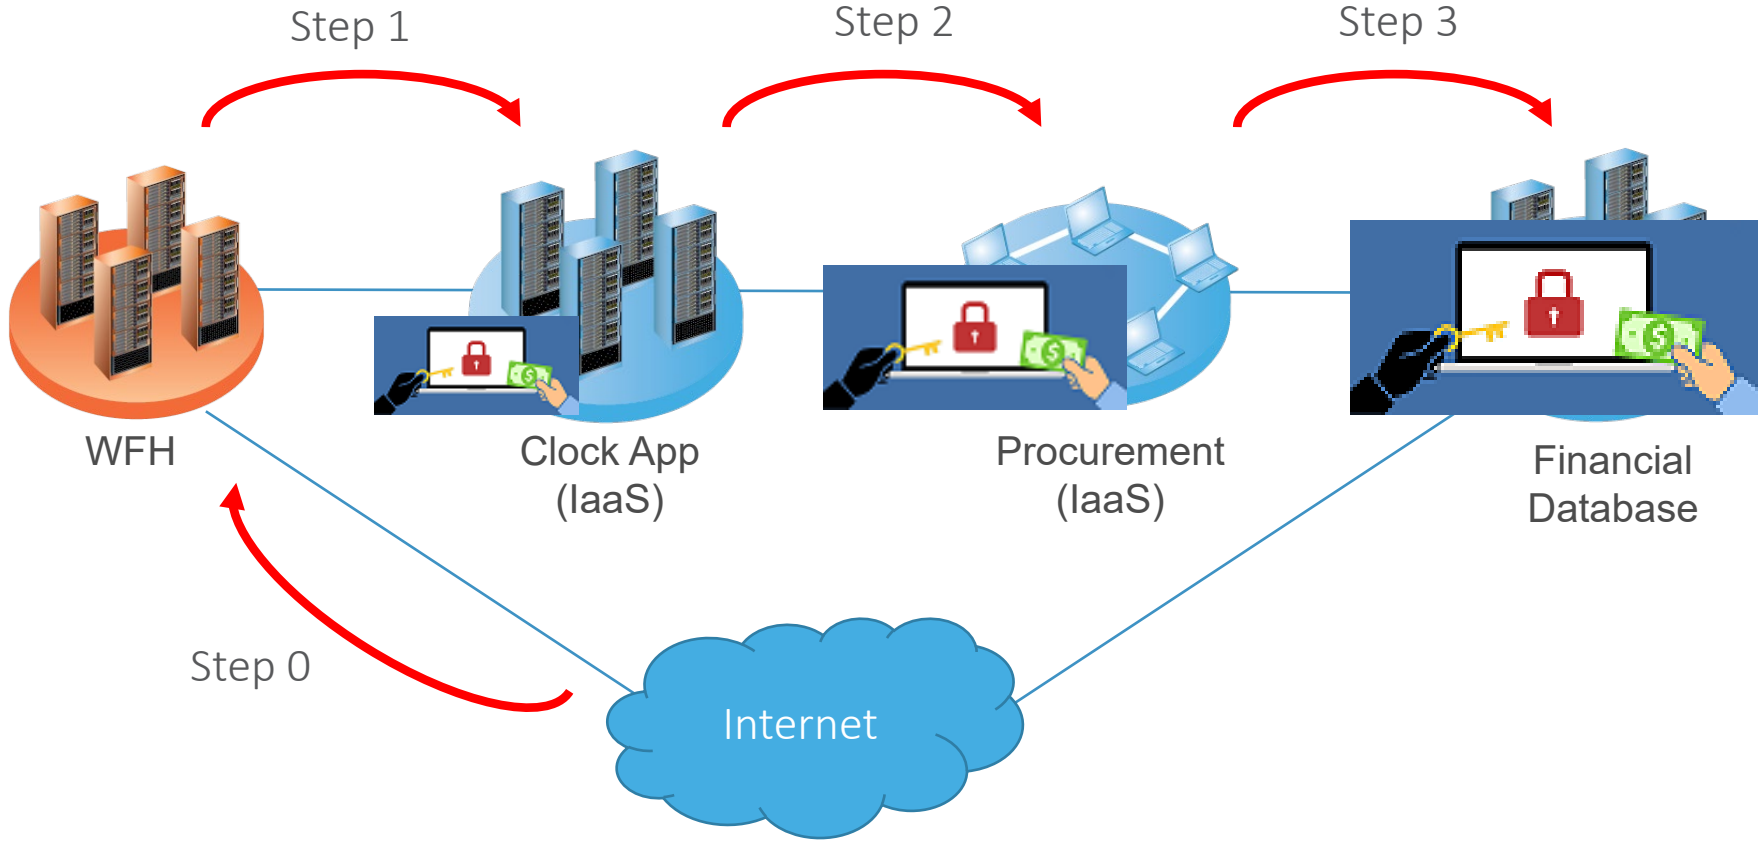 Step 1
Step 2
Step 3
WFH
Clock App
(IaaS)
Procurement
(IaaS)
Financial
Database
Step 0
Internet